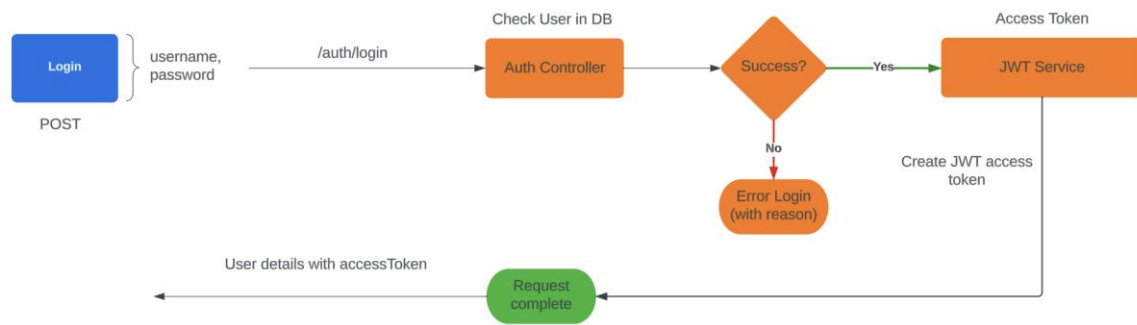 Check User in DB
Access Token
Login
username,
password
/auth/login
Auth Controller
Success?
Yes
JWT Service
POST
No
Create JWT access
token
Error Login
(with reason)
User details with accessToken
Request
complete